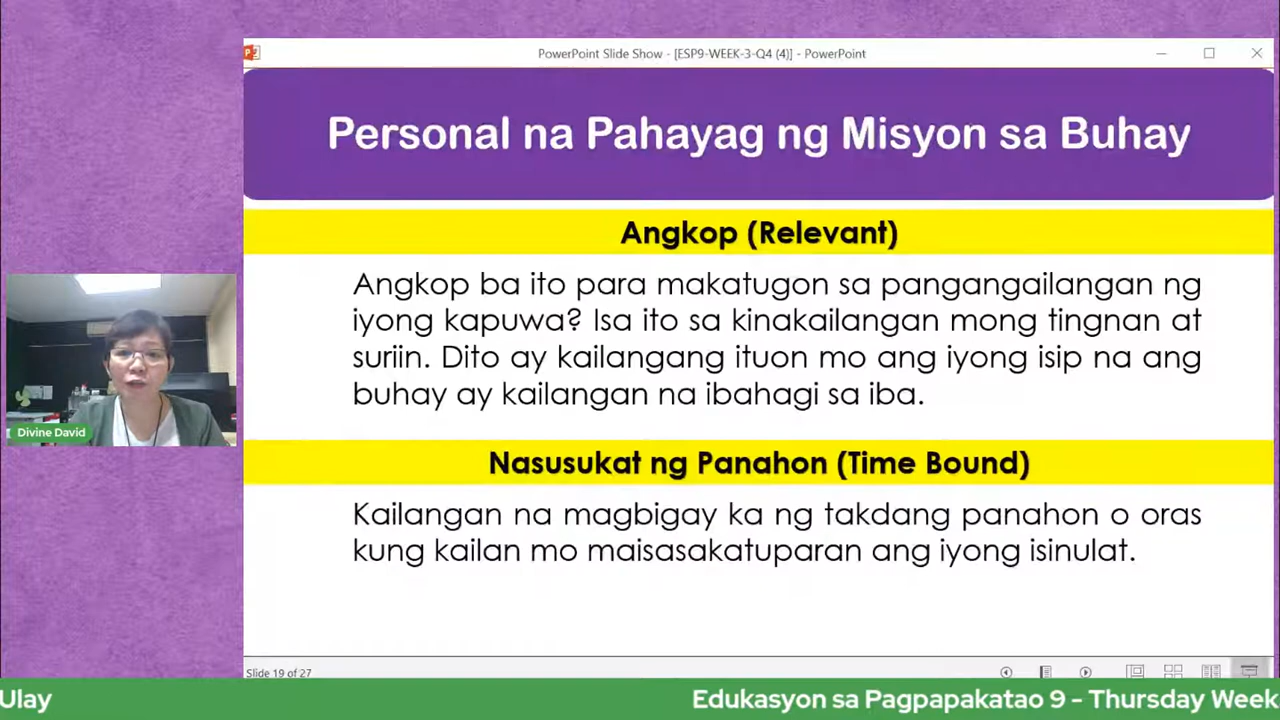 PowerPoint Slide Show - [ESP9-WEEK-3-Q4 (4)] - PowerPoint
Personal na Pahayag ng Misyon sa Buhay
Angkop (Relevant)
Angkop ba ito para makatugon sa pangangailangan ng
iyong kapuwa? Isa ito sa kinakailangan mong tingnan at
suriin. Dito ay kailangang ituon mo ang iyong isip na ang
buhay ay kailangan na ibahagi sa iba.
Nasusukat ng Panahon (Time Bound)
Kailangan na magbigay ka ng takdang panahon o oras
kung kailan mo maisasakatuparan ang iyong isinulat.
Divine David
Slide 19 of 27
Ulay
Edukasyon sa Pagpapakatao 9 - Thursday Week